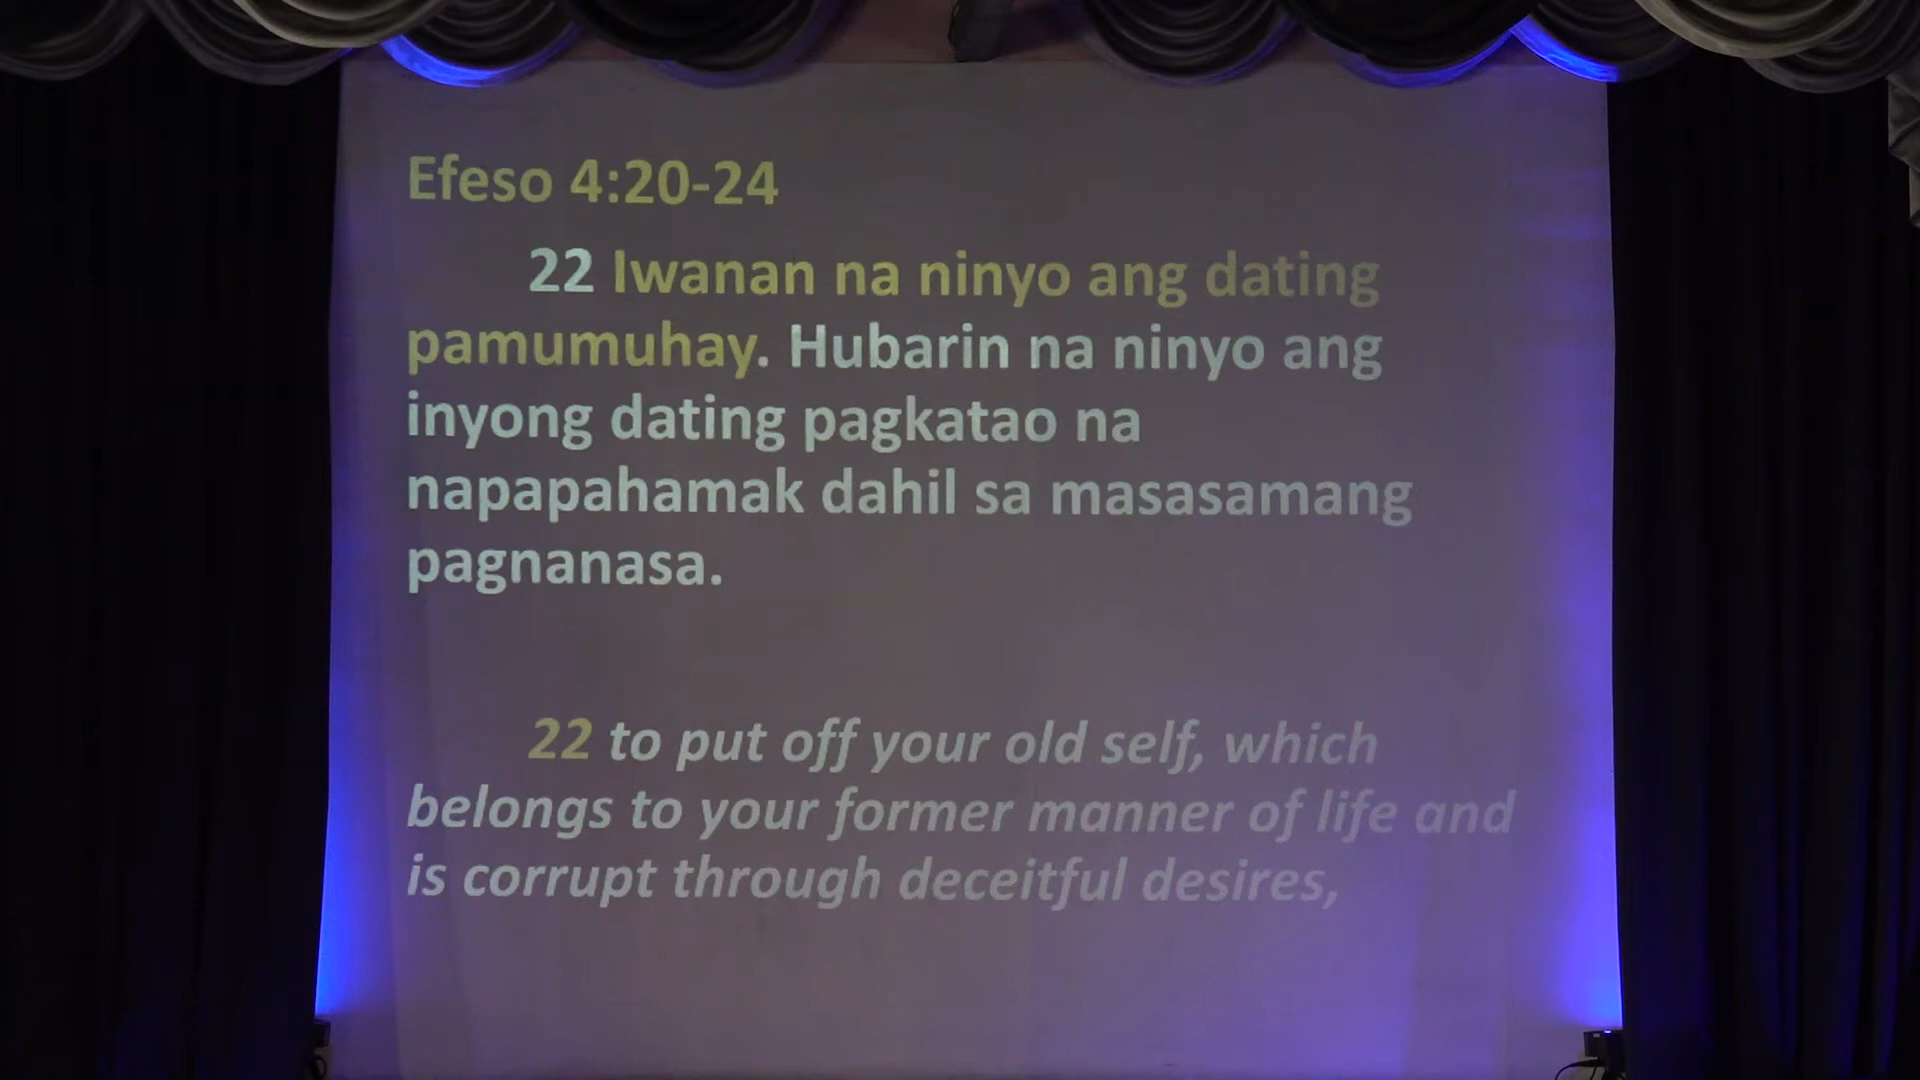 Efeso 4:20-24
22 Iwanan na ninyo ang dating
pamumuhay. Hubarin na ninyo ang
inyong dating pagkatao na
napapahamak dahil sa masasamang
pagnanasa.
22 to put off your old self, which
belongs to your former manner of life and
is corrupt through deceitful desires,